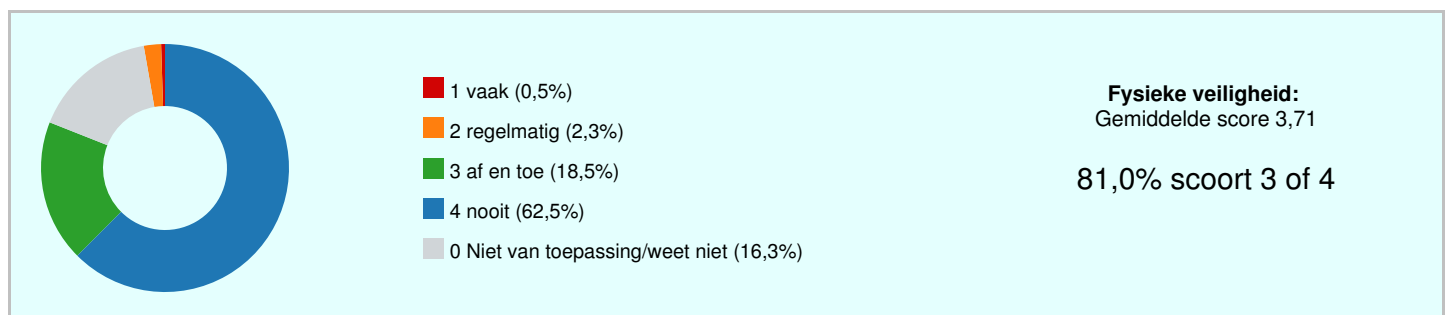 1 vaak (0,5%)
2 regelmatig (2,3%)
3 af en toe (18,5%)
4 nooit (62,5%)
0 Niet van toepassing/weet niet (16,3%)
Fysieke veiligheid:
Gemiddelde score 3,71
81,0% scoort 3 of 4